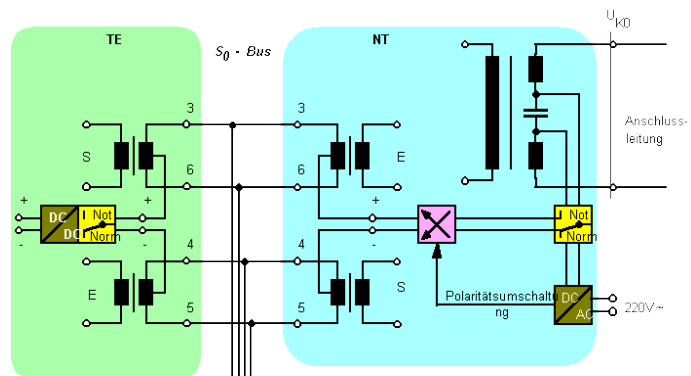 TE
S0 - Bus
NT
UK0
3
3
S
E
Anschluss-
leitung
6
6
+
+
+
DC
DC
Not
Norm
Not
Norm
-
-
-
4
4
E
S
Polaritätsumschaltu
ng
DC
AC
220V~
5
5